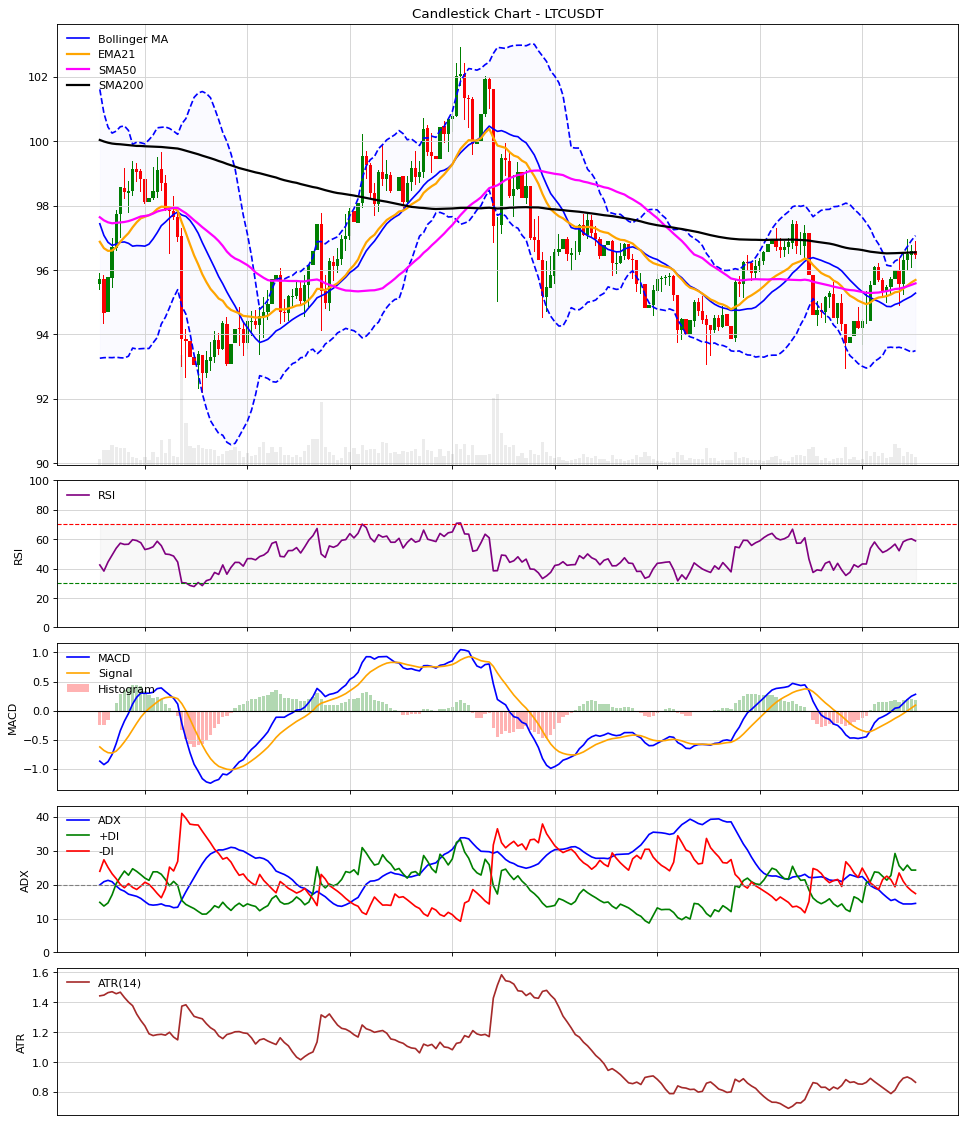 Candlestick Chart - LTCUSDT
Bollinger MA
EMA21
SMA50
SMA200
102
100
98
96
94
92
90
RSI
RSI
100
80
60
40
20
0
MACD
Signal
Histogram
MACD
1.0
0.5
0.0
−0.5
−1.0
ADX
+DI
-DI
ADX
40
30
20
10
0
ATR(14)
ATR
1.6
1.4
1.2
1.0
0.8